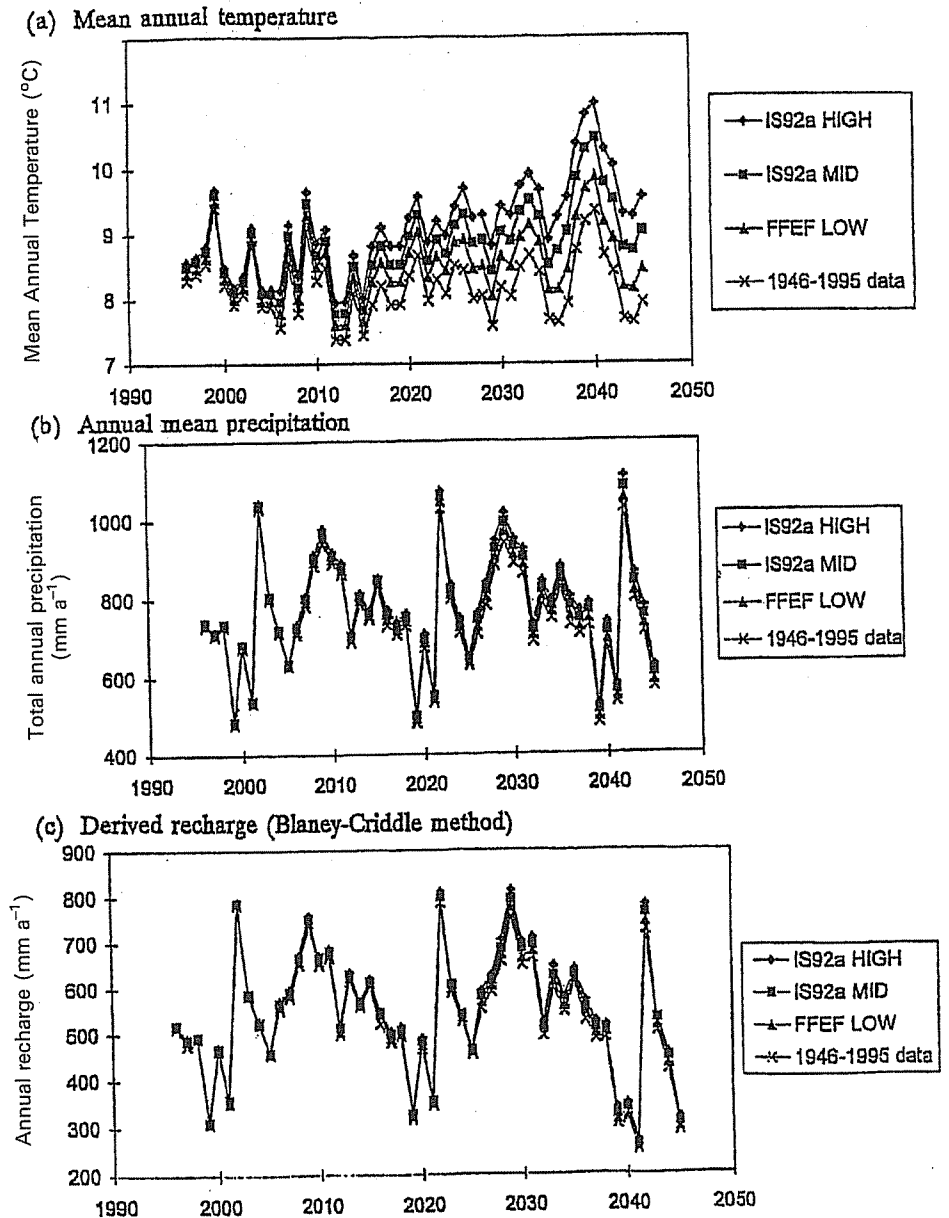 (a) Mean annual temperature
Mean Annual Temperature (°C)
11
10
9
8
7
1990
2000
2010
2020
2030
2040
2050
IS92a HIGH
IS92a MID
FFEF LOW
1946-1995 data
(b) Annual mean precipitation
Total annual precipitation
(mm a⁻¹)
1200
1000
800
600
400
1990
2000
2010
2020
2030
2040
2050
IS92a HIGH
IS92a MID
FFEF LOW
1946-1995 data
(c) Derived recharge (Blaney-Criddle method)
Annual recharge (mm a⁻¹)
900
800
700
600
500
400
300
200
1990
2000
2010
2020
2030
2040
2050
IS92a HIGH
IS92a MID
FFEF LOW
1946-1995 data